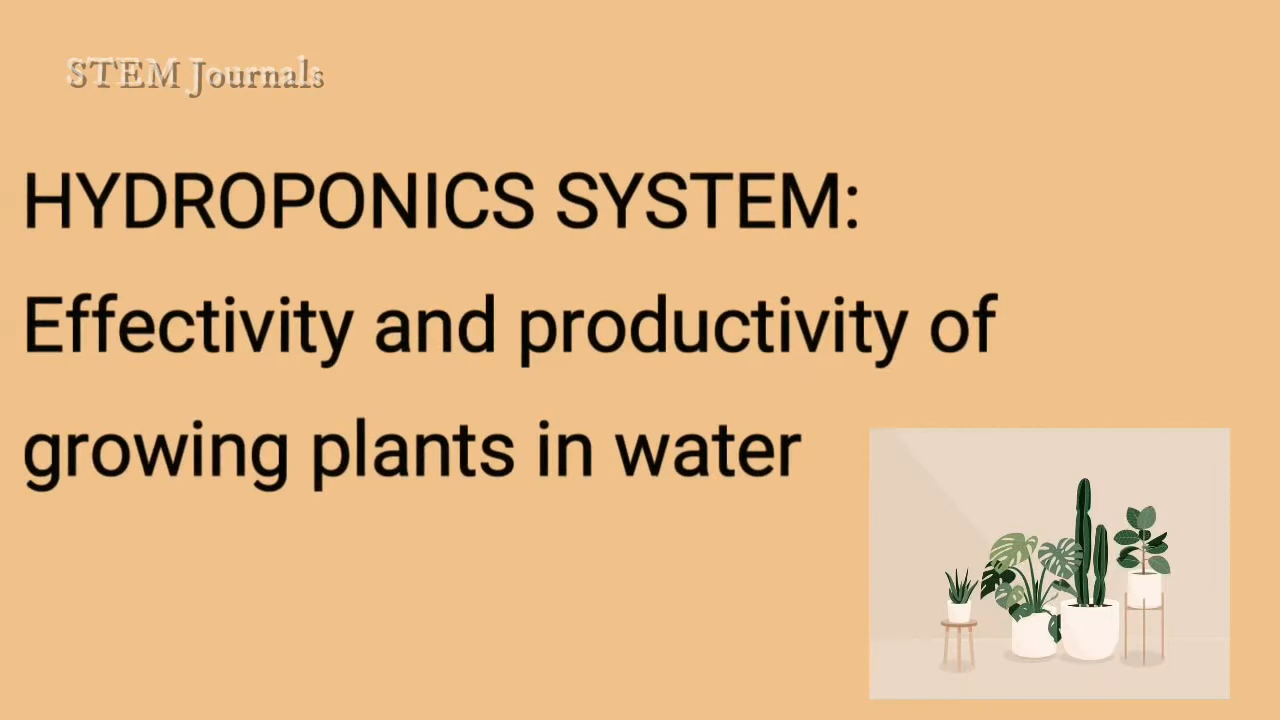 STEM Journals
HYDROPONICS SYSTEM:
Effectivity and productivity of
growing plants in water